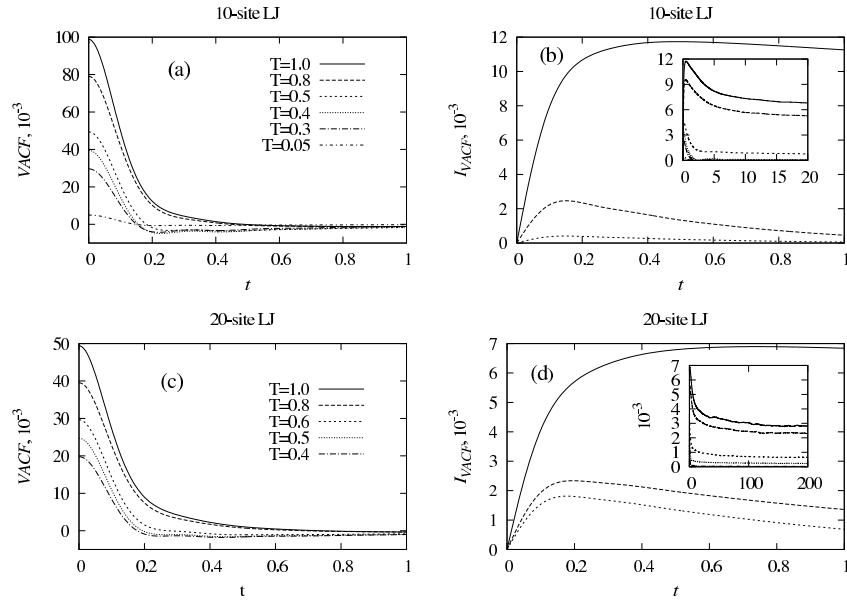 10-site LJ
VACF, 10^-3
100
80
60
40
20
0
(a)
T=1.0
T=0.8
T=0.5
T=0.4
T=0.3
T=0.05
0 0.2 0.4 0.6 0.8 1
t
10-site LJ
I_VACF, 10^-3
12
10
8
6
4
2
0
(b)
12
9
6
3
0
0 5 10 15 20
0 0.2 0.4 0.6 0.8 1
t
20-site LJ
VACF, 10^-3
50
40
30
20
10
0
(c)
T=1.0
T=0.8
T=0.6
T=0.5
T=0.4
0 0.2 0.4 0.6 0.8 1
t
20-site LJ
I_VACF, 10^-3
7
6
5
4
3
2
1
0
(d)
10^-3
7
6
5
4
3
2
1
0
0 100 200
0 0.2 0.4 0.6 0.8 1
t